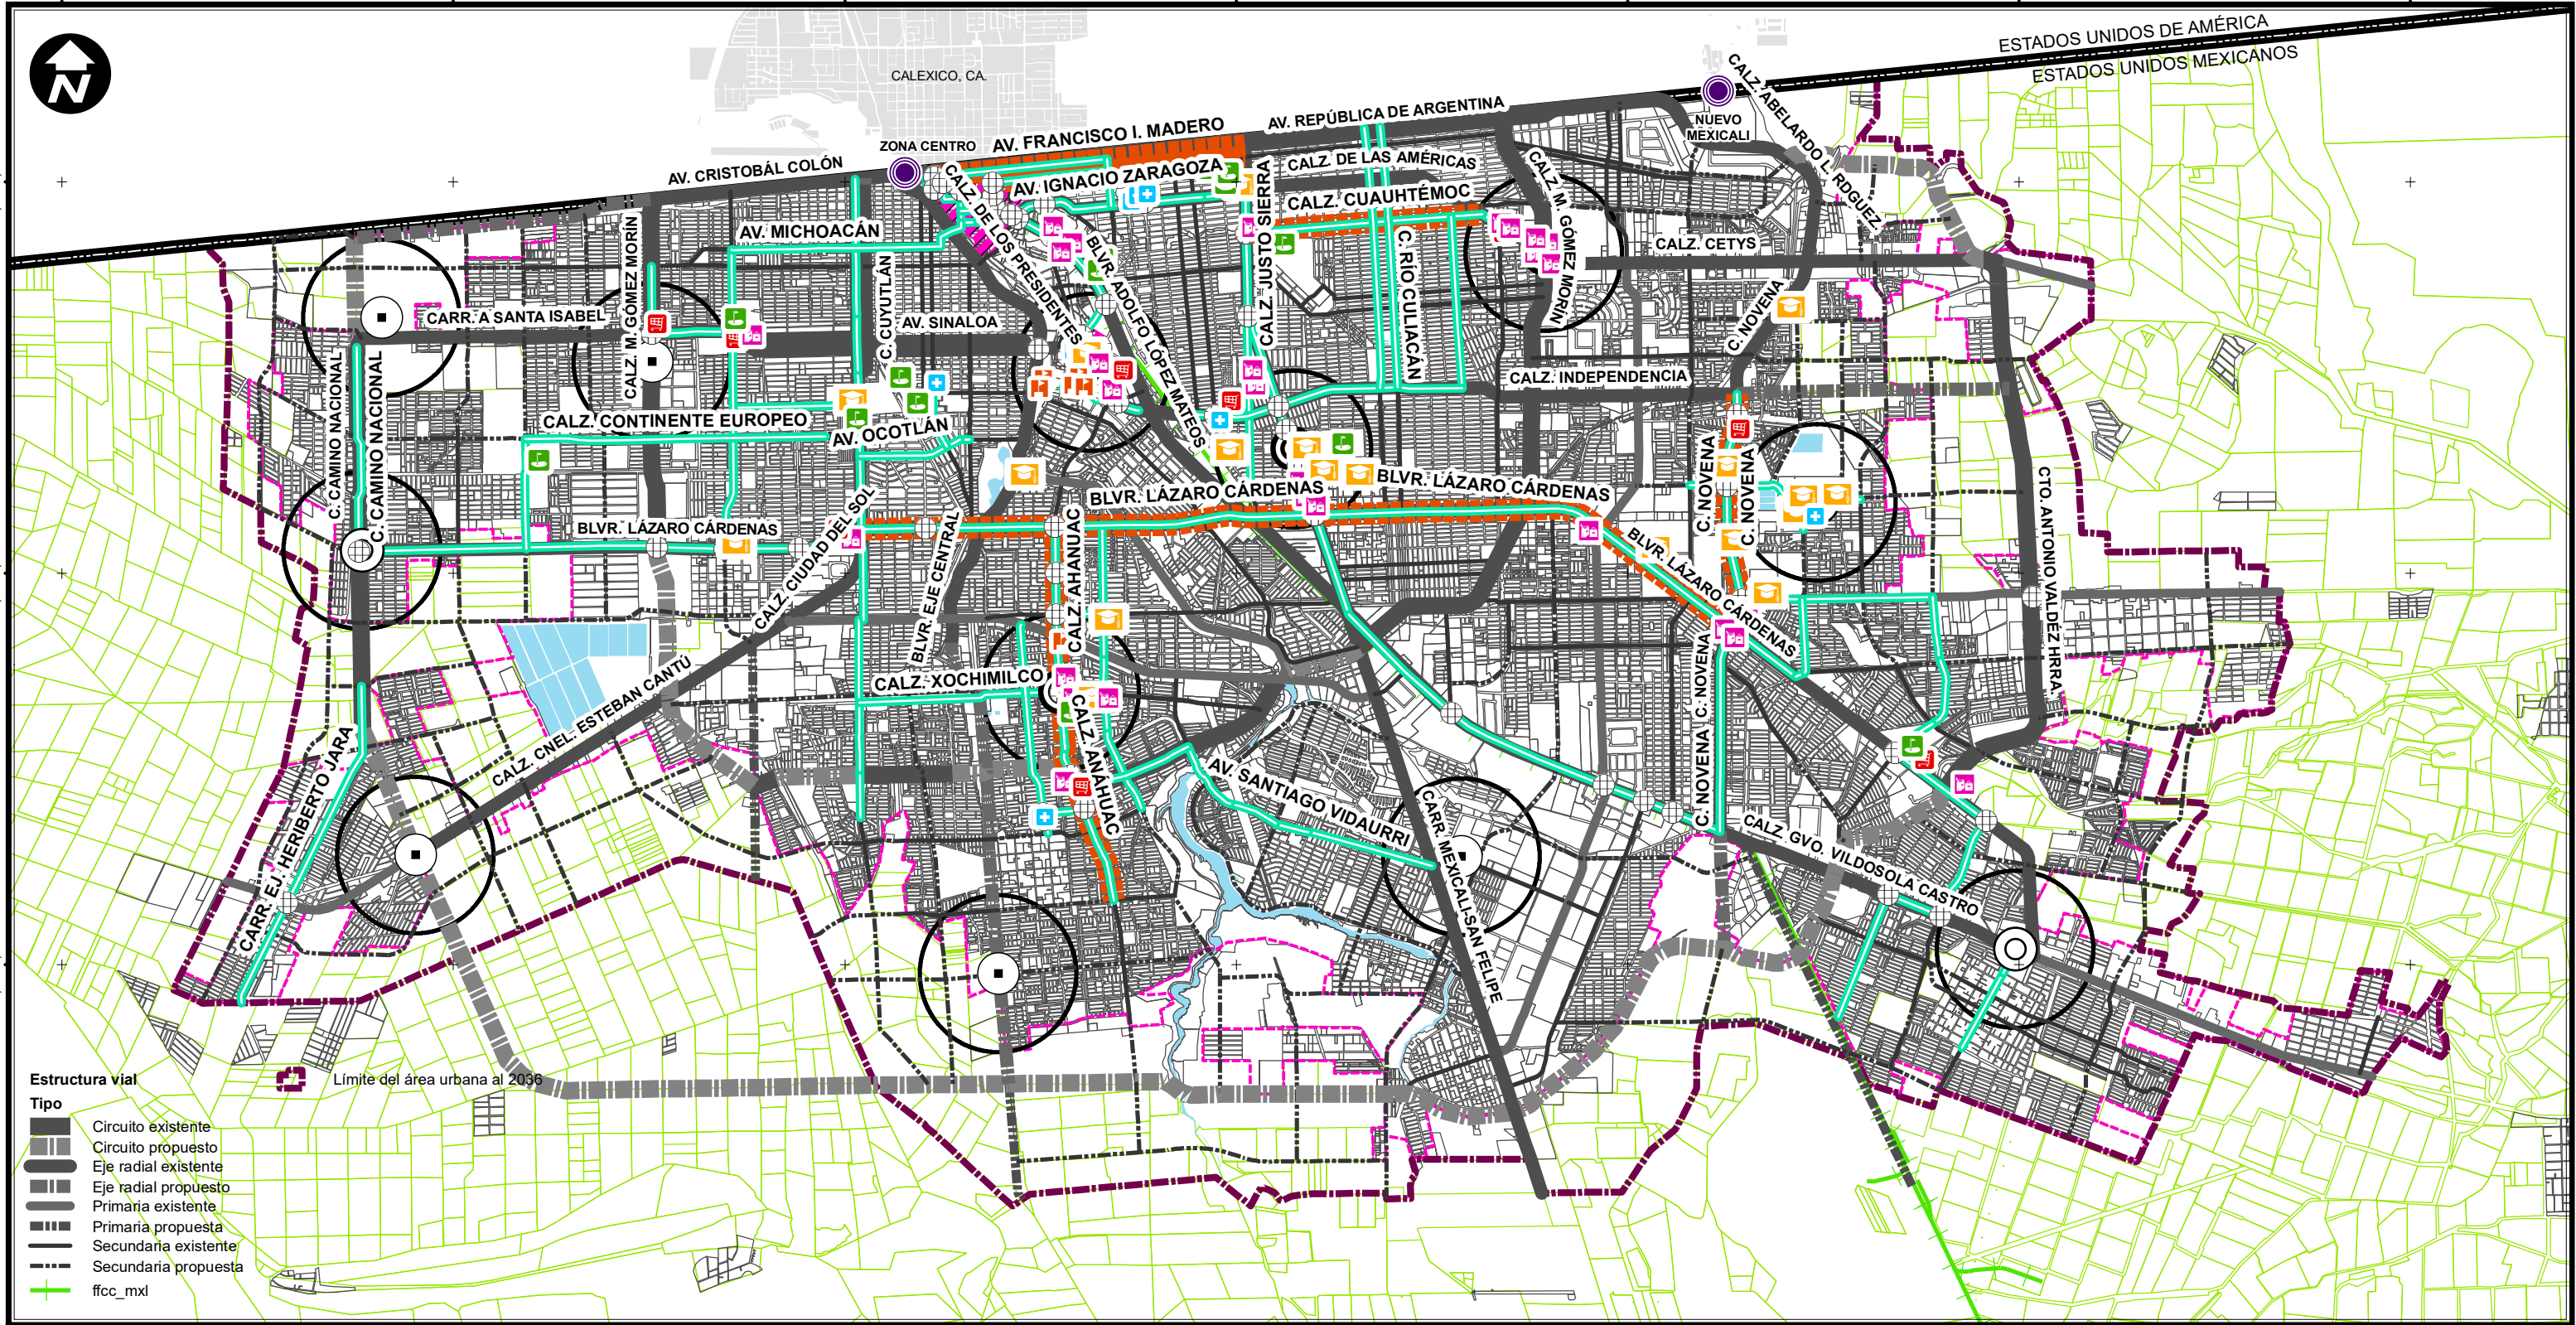 ESTADOS UNIDOS DE AMÉRICA
ESTADOS UNIDOS MEXICANOS
N
CALEXICO, CA.
CALZ. ABELARDO L. RDGUEZ.
NUEVO
MEXICALI
AV. REPÚBLICA DE ARGENTINA
AV. FRANCISCO I. MADERO
ZONA CENTRO
AV. CRISTOBÁL COLÓN
CALZ. DE LAS AMÉRICAS
AV. IGNACIO ZARAGOZA
CALZ. CUAUHTÉMOC
CALZ. M. GÓMEZ MORÍN
CALZ. M. GÓMEZ MORÍN
CALZ. DE LOS PRESIDENTES
CALZ. JUSTO SIERRA
AV. MICHOACÁN
CALZ. CETYS
C. RÍO CULIACÁN
BLVR. ADOLFO LÓPEZ MATEOS
C. CUYUTLÁN
C. NOVENA
CARR. A SANTA ISABEL
AV. SINALOA
CALZ. INDEPENDENCIA
C. CAMINO NACIONAL
C. CAMINO NACIONAL
CALZ. CONTINENTE EUROPEO
AV. OCOTLÁN
C. NOVENA
C. NOVENA
CTO. ANTONIO VALDÉZ HRRA.
BLVR. LÁZARO CÁRDENAS
BLVR. LÁZARO CÁRDENAS
BLVR. LÁZARO CÁRDENAS
BLVR. LÁZARO CÁRDENAS
CALZ. CIUDAD DEL SOL
BLVR. EJE CENTRAL
CALZ. AHANUAC
CALZ. M. GÓMEZ MORÍN
CALZ. XOCHIMILCO
CALZ. CNEL. ESTEBAN CANTÚ
C. NOVENA
C. NOVENA
CALZ. ANÁHUAC
AV. SANTIAGO VIDAURRI
CARR. EJ. HERIBERTO JARA
CARR. MEXICALI-SAN FELIPE
CALZ. GVO. VILDOSOLA CASTRO
Estructura vial
Límite del área urbana al 2036
Tipo
Circuito existente
Circuito propuesto
Eje radial existente
Eje radial propuesto
Primaria existente
Primaria propuesta
Secundaria existente
Secundaria propuesta
ffcc_mxl